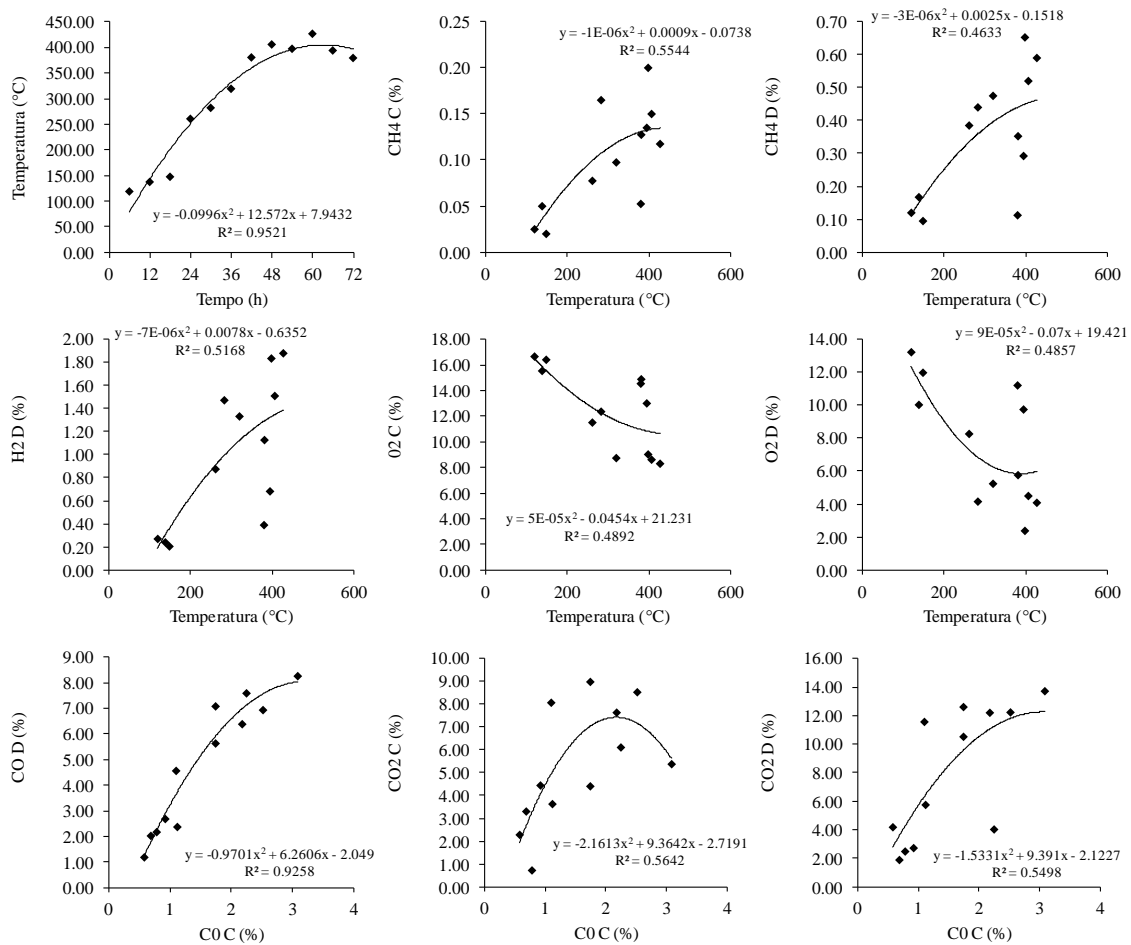 450.00
400.00
350.00
300.00
250.00
200.00
150.00
100.00
50.00
0.00
0 12 24 36 48 60 72
Temperatura (°C)
Tempo (h)
y = -0.0996x² + 12.572x + 7.9432
R² = 0.9521
0.25
0.20
0.15
0.10
0.05
0.00
0 200 400 600
CH4 C (%)
Temperatura (°C)
y = -1E-06x² + 0.0009x - 0.0738
R² = 0.5544
0.70
0.60
0.50
0.40
0.30
0.20
0.10
0.00
0 200 400 600
CH4 D (%)
Temperatura (°C)
y = -3E-06x² + 0.0025x - 0.1518
R² = 0.4633
2.00
1.80
1.60
1.40
1.20
1.00
0.80
0.60
0.40
0.20
0.00
0 200 400 600
H2 D (%)
Temperatura (°C)
y = -7E-06x² + 0.0078x - 0.6352
R² = 0.5168
18.00
16.00
14.00
12.00
10.00
8.00
6.00
4.00
2.00
0.00
0 200 400 600
02 C (%)
Temperatura (°C)
y = 5E-05x² - 0.0454x + 21.231
R² = 0.4892
14.00
12.00
10.00
8.00
6.00
4.00
2.00
0.00
0 200 400 600
O2 D (%)
Temperatura (°C)
y = 9E-05x² - 0.07x + 19.421
R² = 0.4857
9.00
8.00
7.00
6.00
5.00
4.00
3.00
2.00
1.00
0.00
0 1 2 3 4
CO D (%)
C0 C (%)
y = -0.9701x² + 6.2606x - 2.049
R² = 0.9258
10.00
9.00
8.00
7.00
6.00
5.00
4.00
3.00
2.00
1.00
0.00
0 1 2 3 4
CO2 C (%)
C0 C (%)
y = -2.1613x² + 9.3642x - 2.7191
R² = 0.5642
16.00
14.00
12.00
10.00
8.00
6.00
4.00
2.00
0.00
0 1 2 3 4
CO2 D (%)
C0 C (%)
y = -1.5331x² + 9.391x - 2.1227
R² = 0.5498